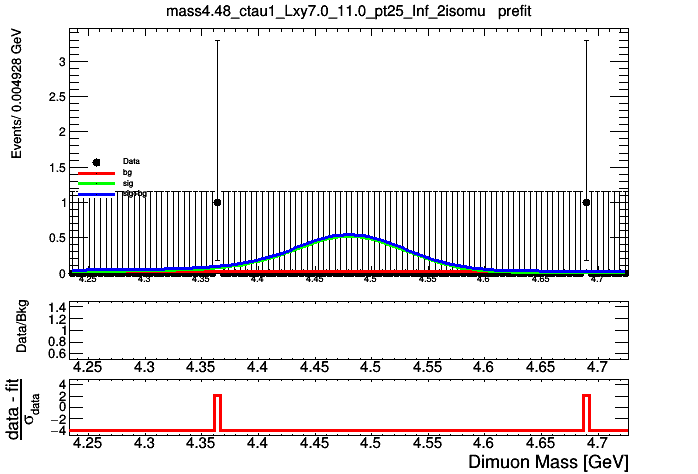 mass4.48_ctau1_Lxy7.0_11.0_pt25_Inf_2isomu prefit
Events/ 0.004928 GeV
3
2.5
2
1.5
1
0.5
0
Data
bg
sig
sig+bg
4.25 4.3 4.35 4.4 4.45 4.5 4.55 4.6 4.65 4.7
Data/Bkg
1.4
1.2
1
0.8
0.6
4.25 4.3 4.35 4.4 4.45 4.5 4.55 4.6 4.65 4.7
data - fit
σdata
4
2
0
−2
−4
4.25 4.3 4.35 4.4 4.45 4.5 4.55 4.6 4.65 4.7
Dimuon Mass [GeV]